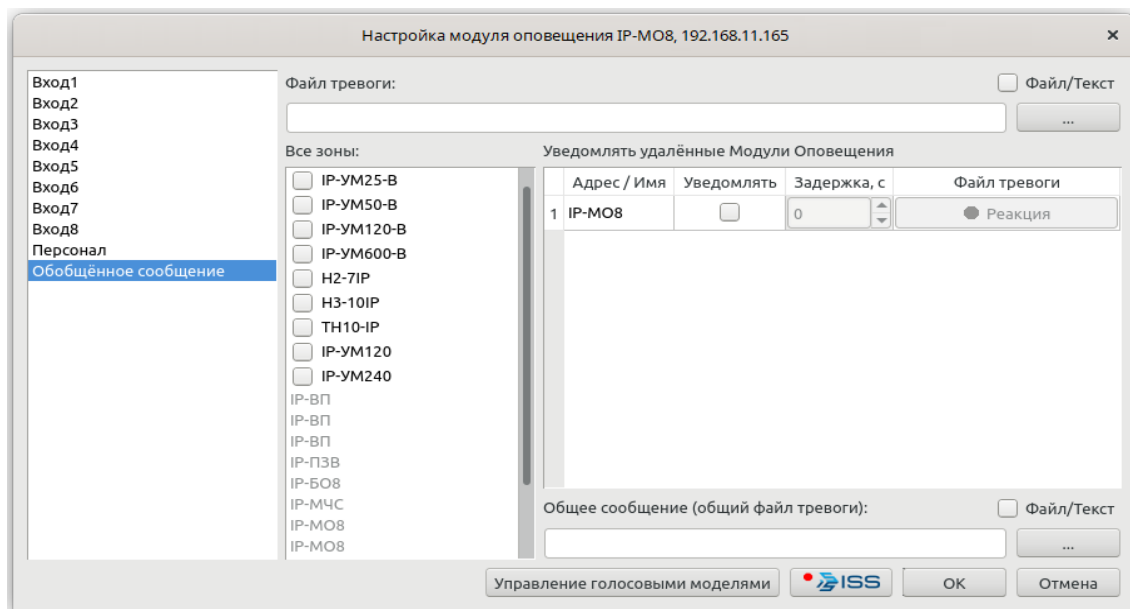 Настройка модуля оповещения IP-МО8, 192.168.11.165
×
Вход1
Вход2
Вход3
Вход4
Вход5
Вход6
Вход7
Вход8
Персонал
Обобщённое сообщение
Файл тревоги:
Файл/Текст
...
Все зоны:
IP-УМ25-В
IP-УМ50-В
IP-УМ120-В
IP-УМ600-В
Н2-7IP
Н3-10IP
ТН10-IP
IP-УМ120
IP-УМ240
IP-ВП
IP-ВП
IP-ВП
IP-ПЗВ
IP-БО8
IP-МЧС
IP-МО8
IP-МО8
Уведомлять удалённые Модули Оповещения
Адрес / Имя Уведомлять Задержка, с Файл тревоги
1 IP-МО8 0 Реакция
Общее сообщение (общий файл тревоги):
Файл/Текст
...
Управление голосовыми моделями ISS ОК Отмена